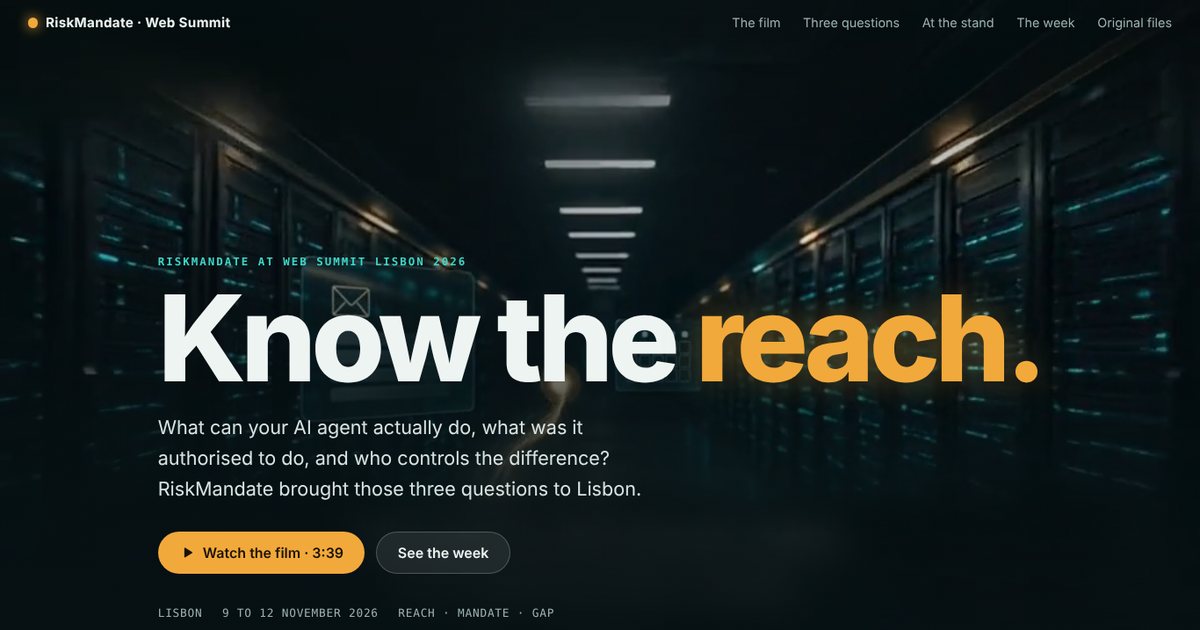 RiskMandate · Web Summit
The film
Three questions
At the stand
The week
Original files
RISKMANDATE AT WEB SUMMIT LISBON 2026
Know the reach.
What can your AI agent actually do, what was it
authorised to do, and who controls the difference?
RiskMandate brought those three questions to Lisbon.
Watch the film · 3:39
See the week
LISBON 9 TO 12 NOVEMBER 2026 REACH · MANDATE · GAP